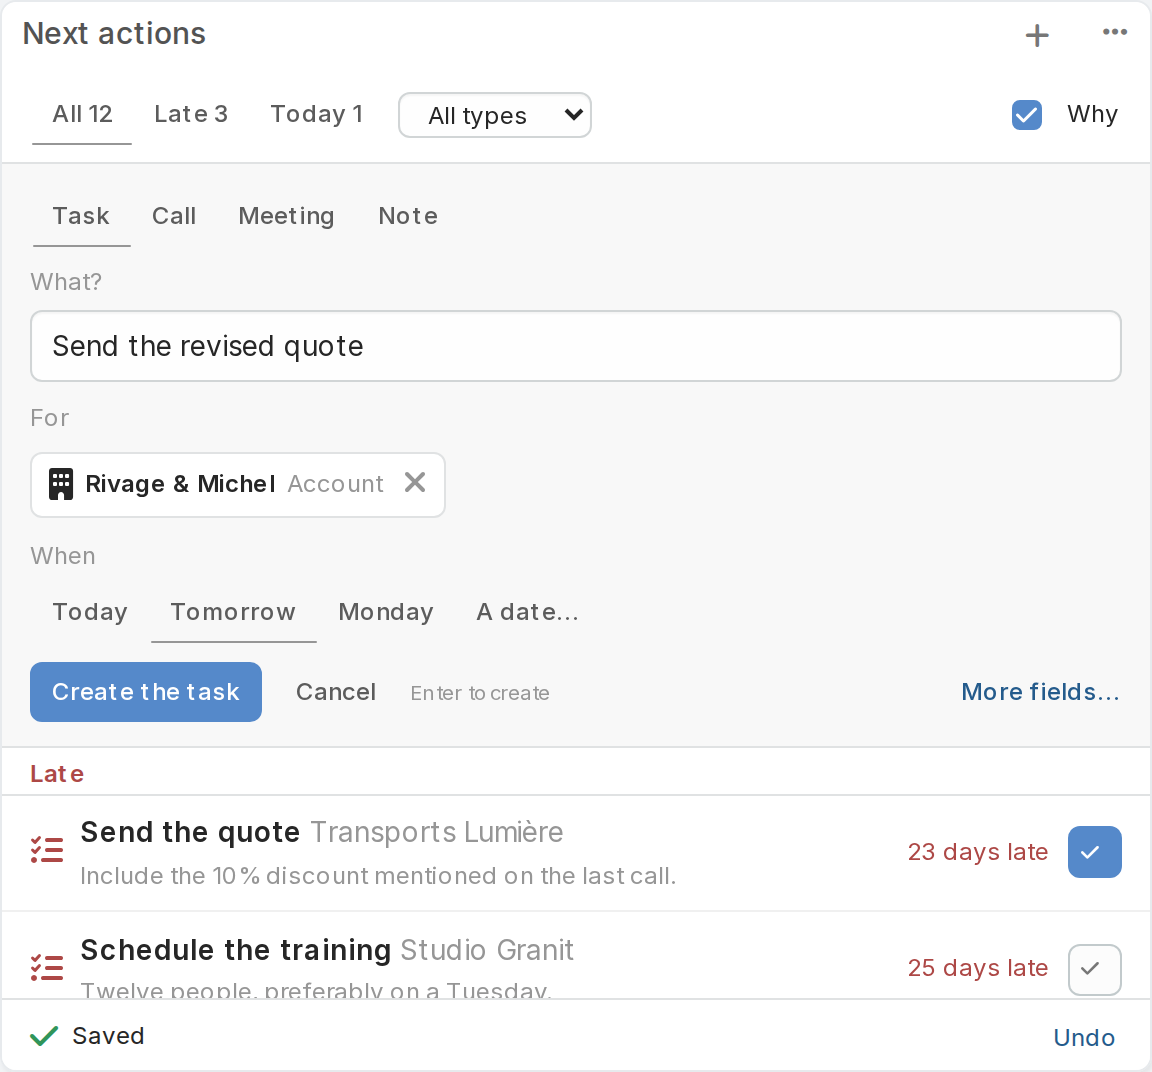 Next actions
All 12 Late 3 Today 1 All types Why
Task Call Meeting Note
What?
Send the revised quote
For
Rivage & Michel Account
When
Today Tomorrow Monday A date...
Create the task Cancel Enter to create More fields...
Late
Send the quote Transports Lumière
23 days late
Include the 10% discount mentioned on the last call.
Schedule the training Studio Granit
25 days late
Twelve people, preferably on a Tuesday.
Saved Undo